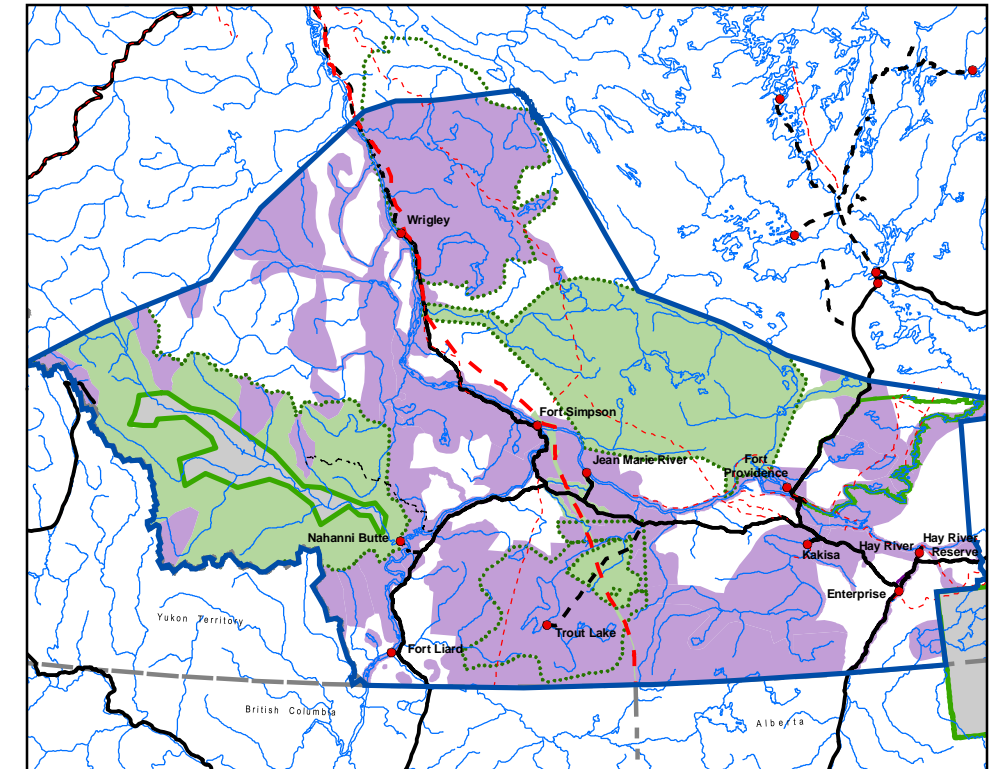 Wrigley
Fort Simpson
Jean Marie River
Fort
Providence
Nahanni Butte
Hay River
Hay River
Reserve
Kakisa
Enterprise
Trout Lake
Fort Liard
Yukon Territory
British Columbia
Alberta